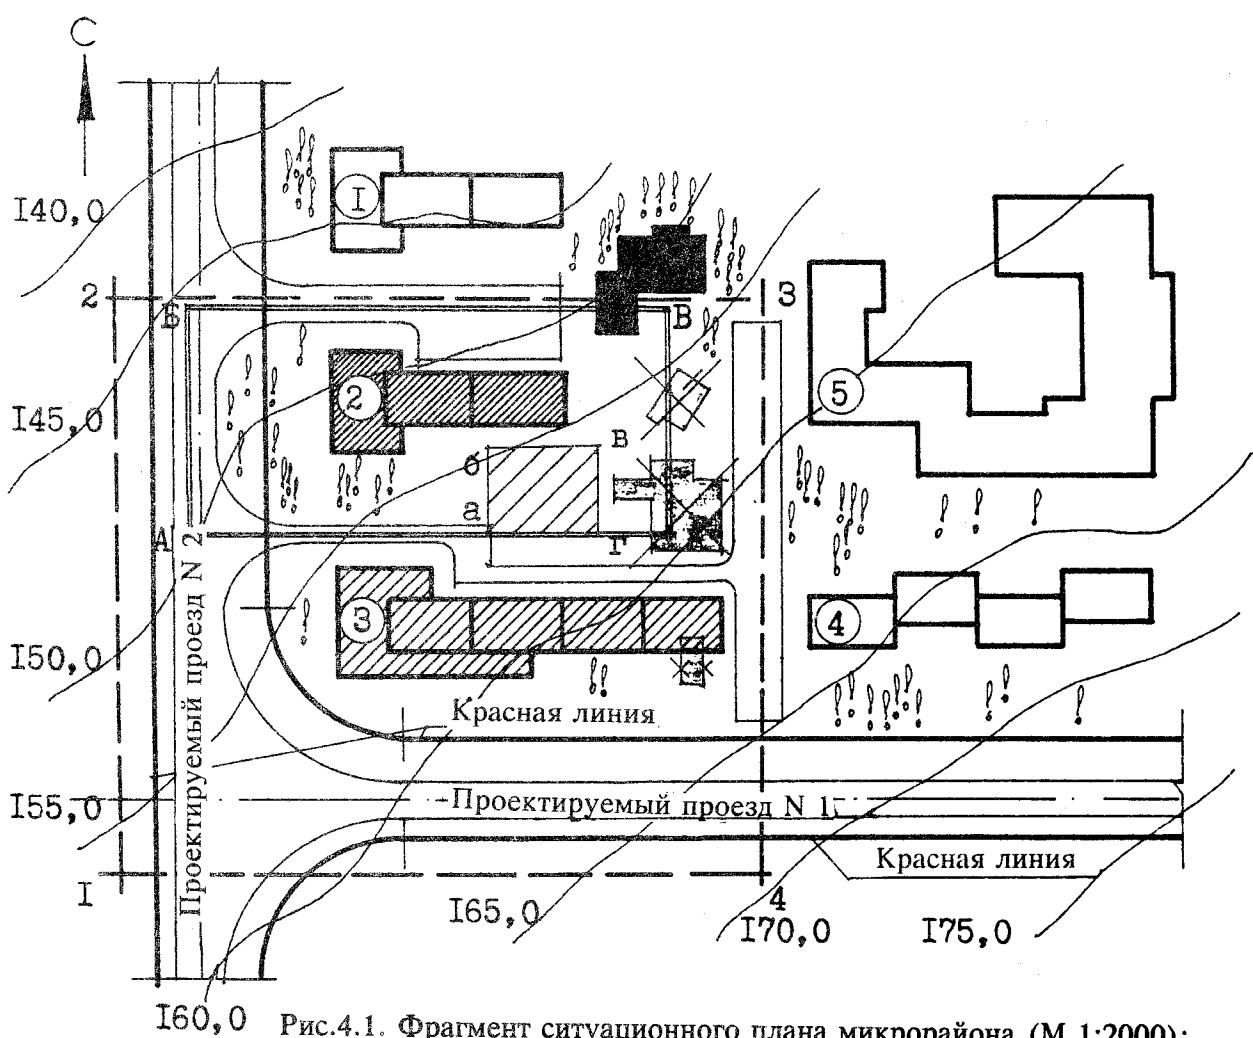 С
I40,0
I
2
3
Б
В
2
5
I45,0
в
б
а
А
Г
3
4
I50,0
Проектируемый проезд N 2
Красная линия
I55,0
Проектируемый проезд N 1
Красная линия
I
4
I65,0
I70,0
I75,0
I60,0
Рис.4.1. Фрагмент ситуационного плана микрорайона (М 1:2000):